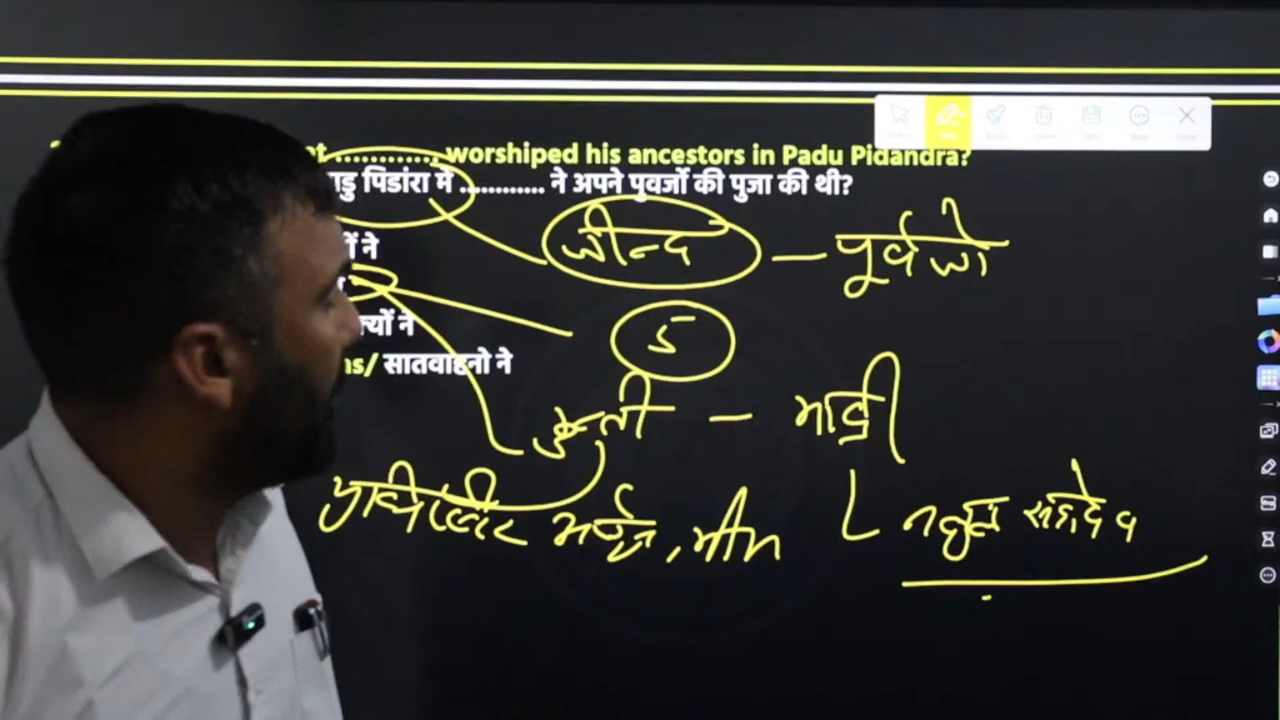 ............ worshiped his ancestors in Padu Pidandra?
पिडांरा में ............ ने अपने पुवर्जो की पुजा की थी?
जीन्द — पूर्वजो
ने
5
ने
सातवाहनो ने
कुन्ती — माद्री
युधिष्ठिर अर्जुन, भीम
नकुल सहदेव